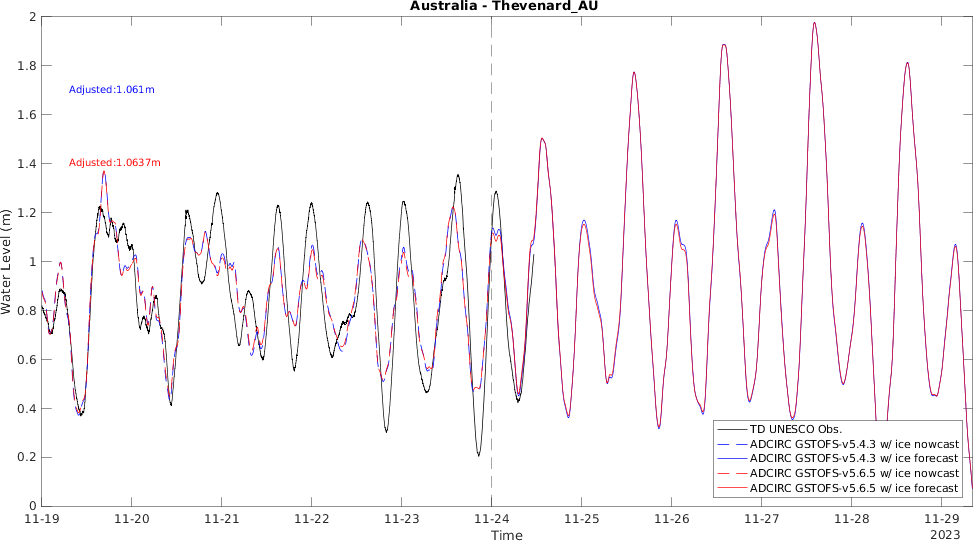 Australia - Thevenard_AU
2
1.8
1.6
1.4
1.2
1
0.8
0.6
0.4
0.2
0
Water Level (m)
Adjusted:1.061m
Adjusted:1.0637m
TD UNESCO Obs.
ADCIRC GSTOFS-v5.4.3 w/ ice nowcast
ADCIRC GSTOFS-v5.4.3 w/ ice forecast
ADCIRC GSTOFS-v5.6.5 w/ ice nowcast
ADCIRC GSTOFS-v5.6.5 w/ ice forecast
11-19 11-20 11-21 11-22 11-23 11-24 11-25 11-26 11-27 11-28 11-29
Time
2023